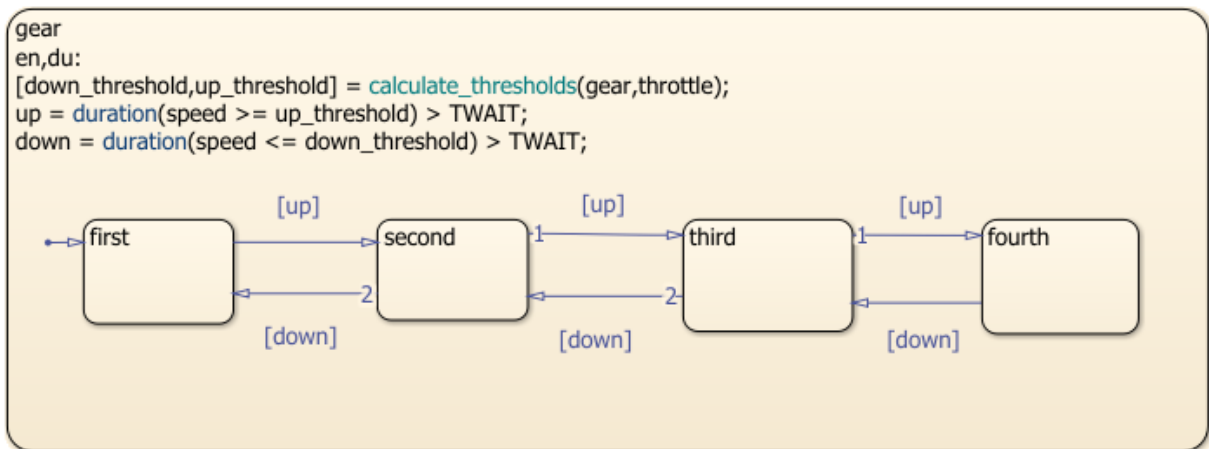 gear
en,du:
[down_threshold,up_threshold] = calculate_thresholds(gear,throttle);
up = duration(speed >= up_threshold) > TWAIT;
down = duration(speed <= down_threshold) > TWAIT;
[up] [up] [up]
first second 1 third 1 fourth
2 2
[down] [down] [down]